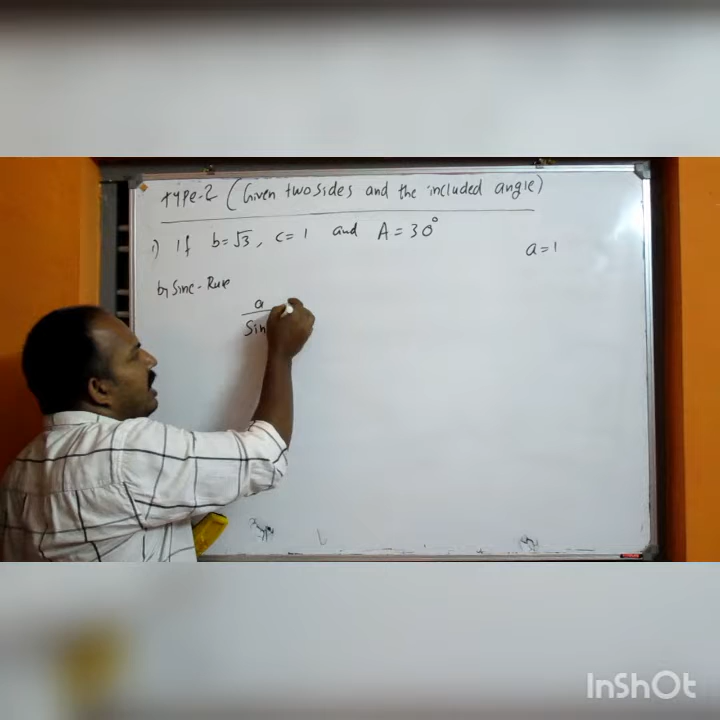 type-2 (Given two sides and the included angle)
1) If b=√3, c=1 and A=30°
a=1
by Sine-Rule
a
Sin
InShOt